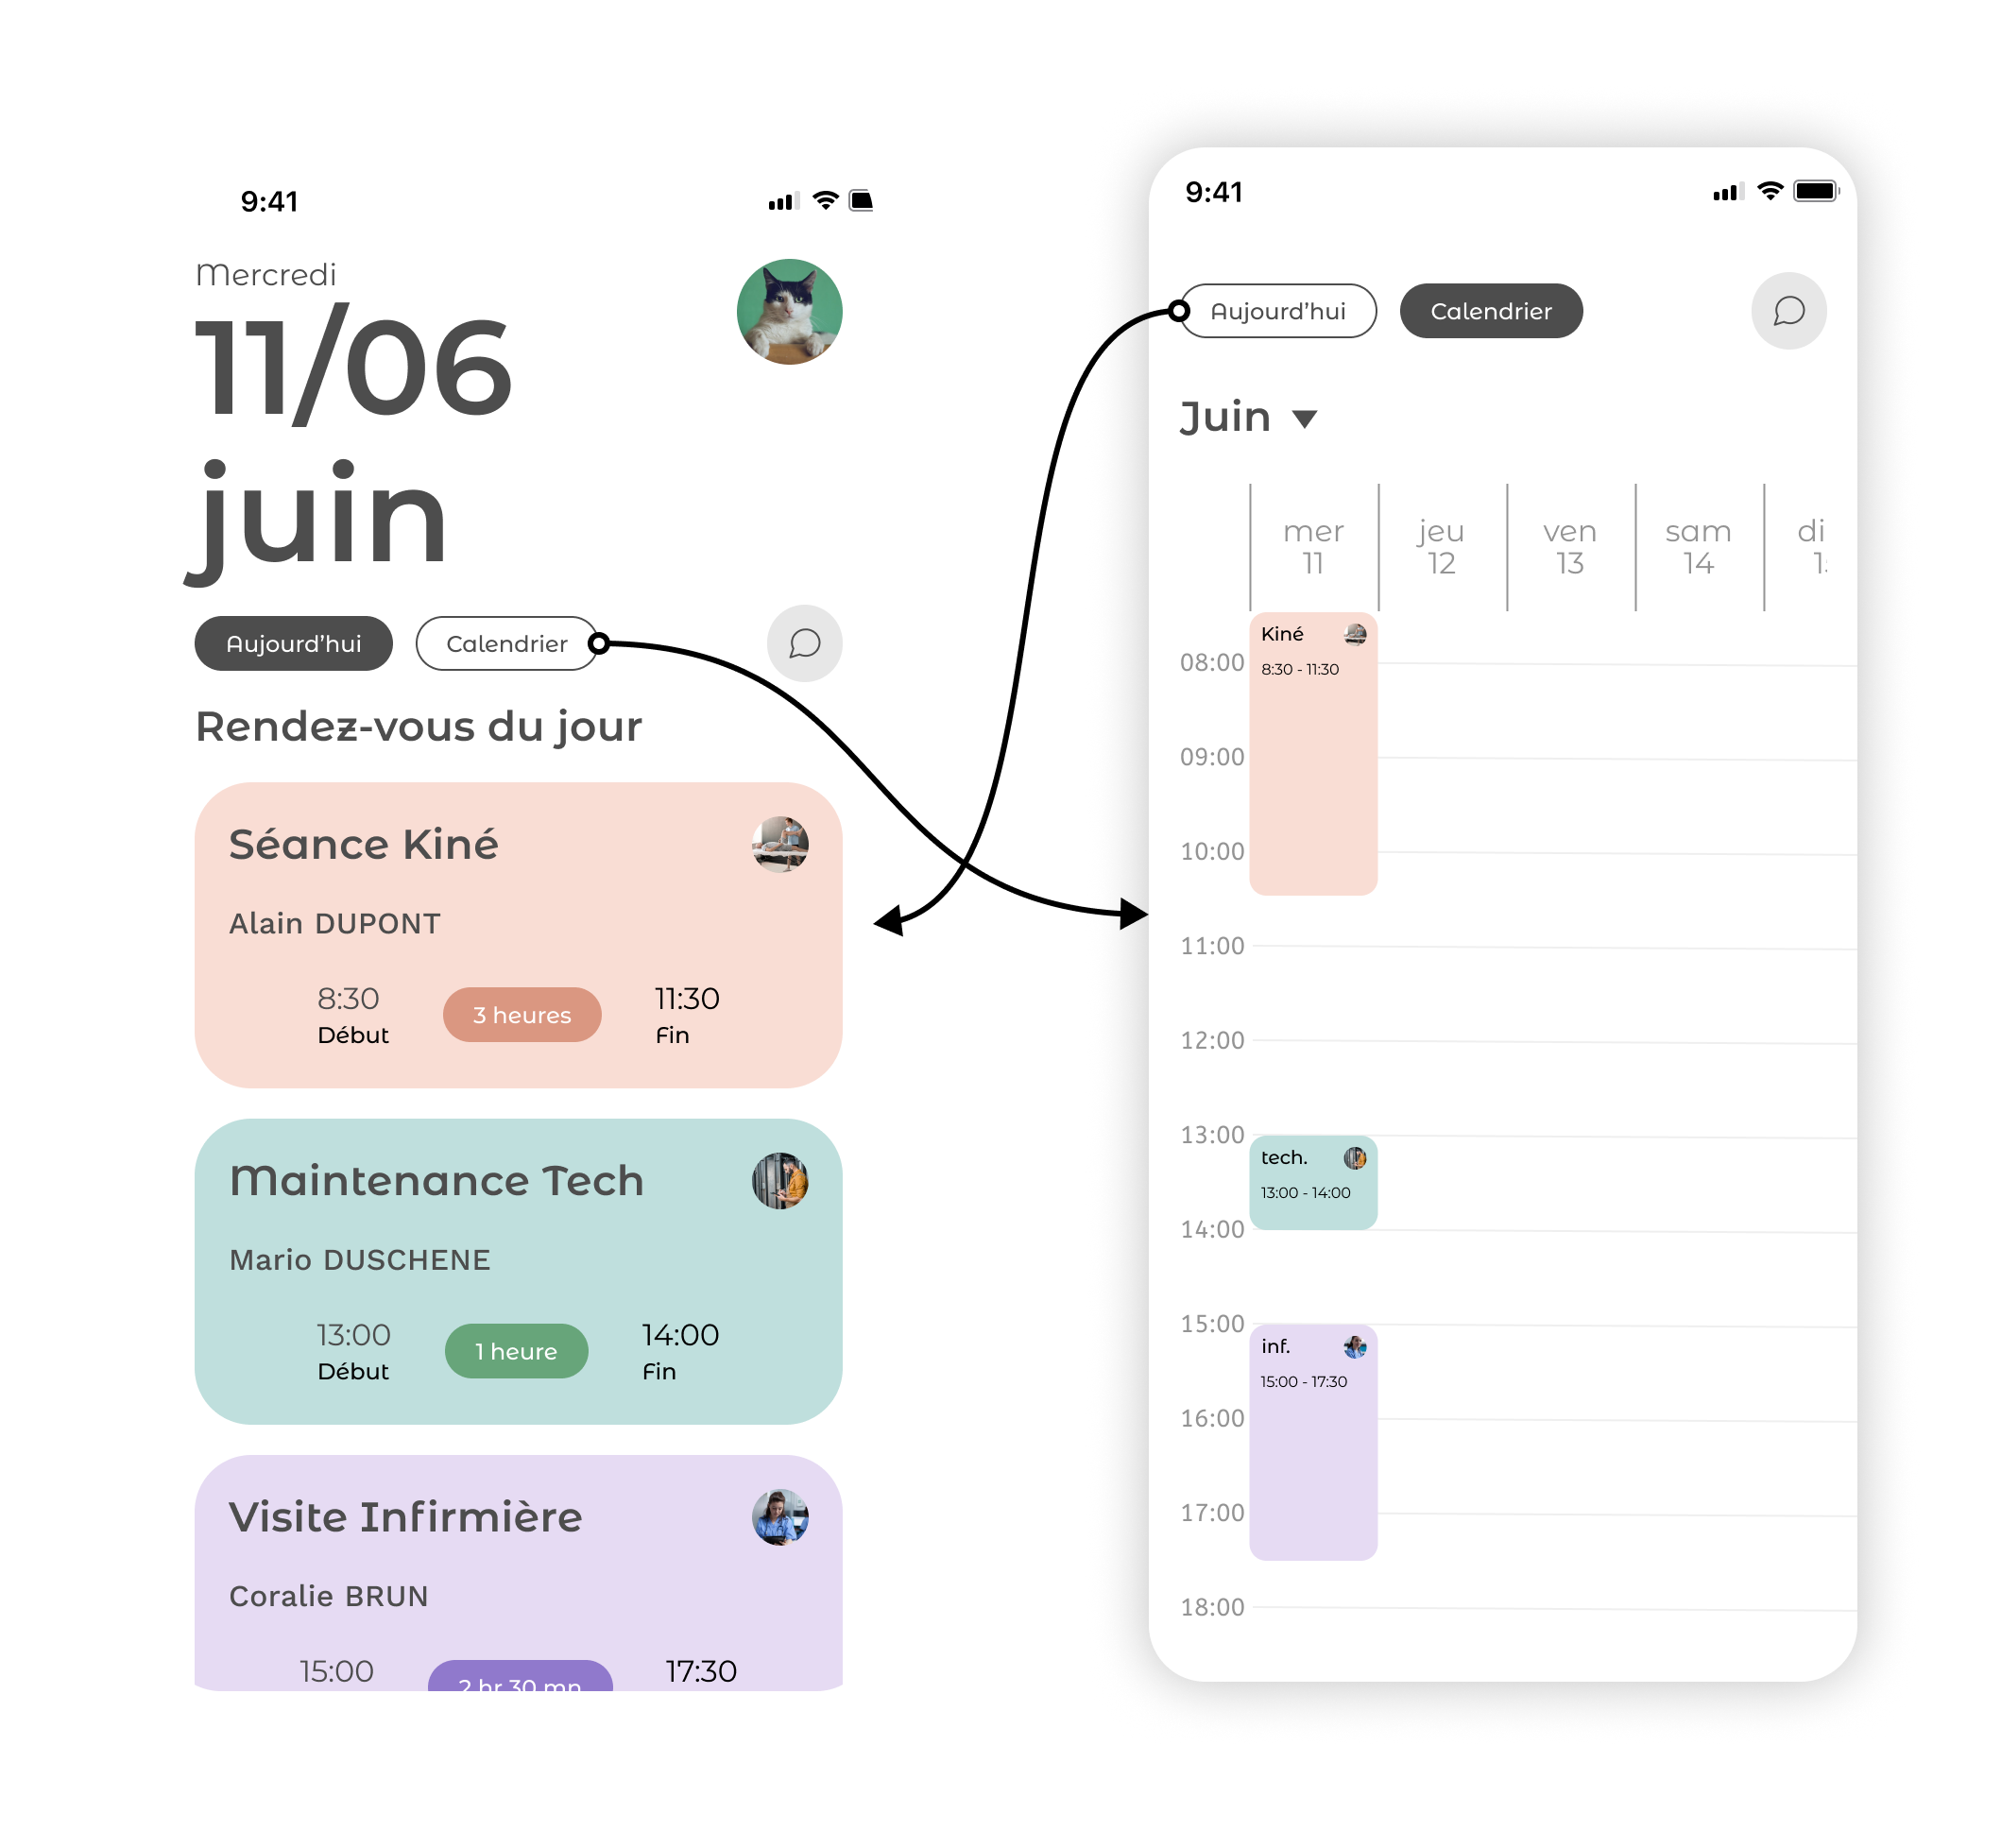 9:41
Mercredi
11/06
juin
Aujourd’hui
Calendrier
Rendez-vous du jour
Séance Kiné
Alain DUPONT
8:30
Début
3 heures
11:30
Fin
Maintenance Tech
Mario DUSCHENE
13:00
Début
1 heure
14:00
Fin
Visite Infirmière
Coralie BRUN
15:00
2 hr 30 mn
17:30
9:41
Aujourd’hui
Calendrier
Juin
mer
11
jeu
12
ven
13
sam
14
di
1
Kiné
8:30 - 11:30
08:00
09:00
10:00
11:00
12:00
13:00
tech.
13:00 - 14:00
14:00
15:00
inf.
15:00 - 17:30
16:00
17:00
18:00